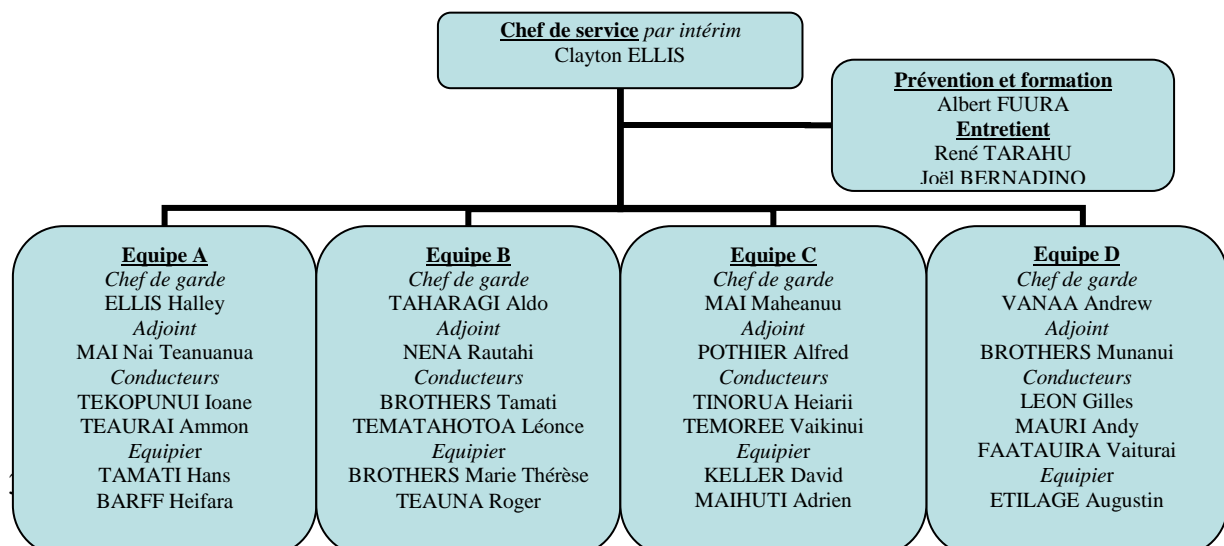 Chef de service par intérim
Clayton ELLIS
Prévention et formation
Albert FUURA
Entretient
René TARAHU
Joël BERNADINO
Equipe A
Chef de garde
ELLIS Halley
Adjoint
MAI Nai Teanuanua
Conducteurs
TEKOPUNUI Ioane
TEAURAI Ammon
Equipier
TAMATI Hans
BARFF Heifara
Equipe B
Chef de garde
TAHARAGI Aldo
Adjoint
NENA Rautahi
Conducteurs
BROTHERS Tamati
TEMATAHOTOA Léonce
Equipier
BROTHERS Marie Thérèse
TEAUNA Roger
Equipe C
Chef de garde
MAI Maheanuu
Adjoint
POTHIER Alfred
Conducteurs
TINORUA Heiarii
TEMOREE Vaikinui
Equipier
KELLER David
MAIHUTI Adrien
Equipe D
Chef de garde
VANAA Andrew
Adjoint
BROTHERS Munanui
Conducteurs
LEON Gilles
MAURI Andy
FAATAUIRA Vaiturai
Equipier
ETILAGE Augustin